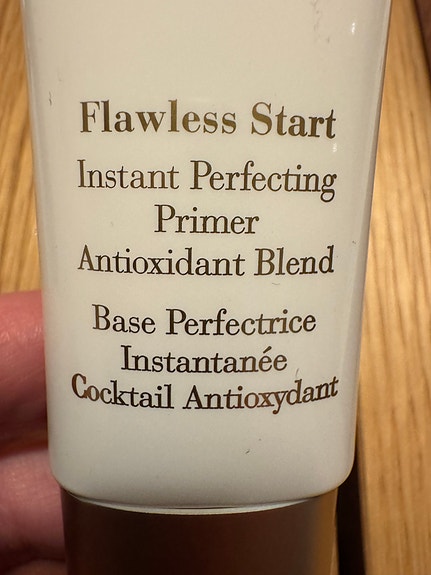 Flawless Start
Instant Perfecting
Primer
Antioxidant Blend
Base Perfectrice
Instantanée
Cocktail Antioxydant